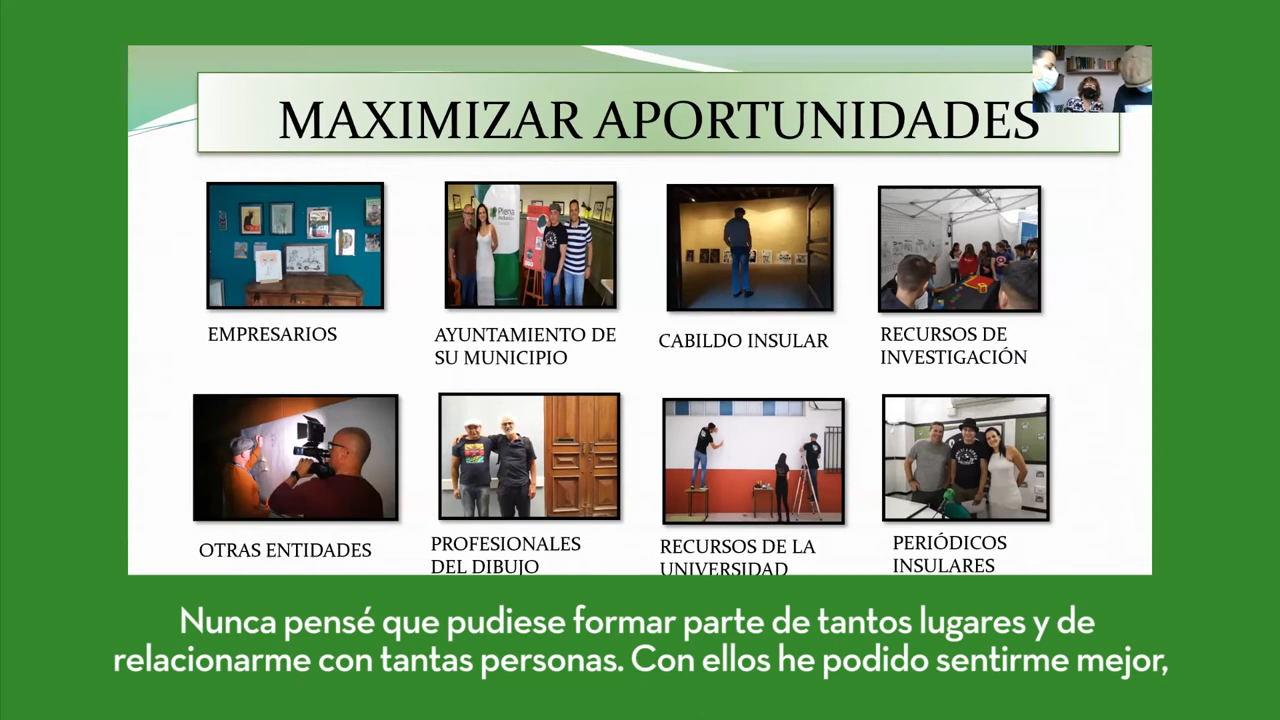 MAXIMIZAR APORTUNIDADES
Plena
inclusión
EMPRESARIOS
AYUNTAMIENTO DE
SU MUNICIPIO
CABILDO INSULAR
RECURSOS DE
INVESTIGACIÓN
OTRAS ENTIDADES
PROFESIONALES
DEL DIBUJO
RECURSOS DE LA
UNIVERSIDAD
PERIÓDICOS
INSULARES
Nunca pensé que pudiese formar parte de tantos lugares y de
relacionarme con tantas personas. Con ellos he podido sentirme mejor,